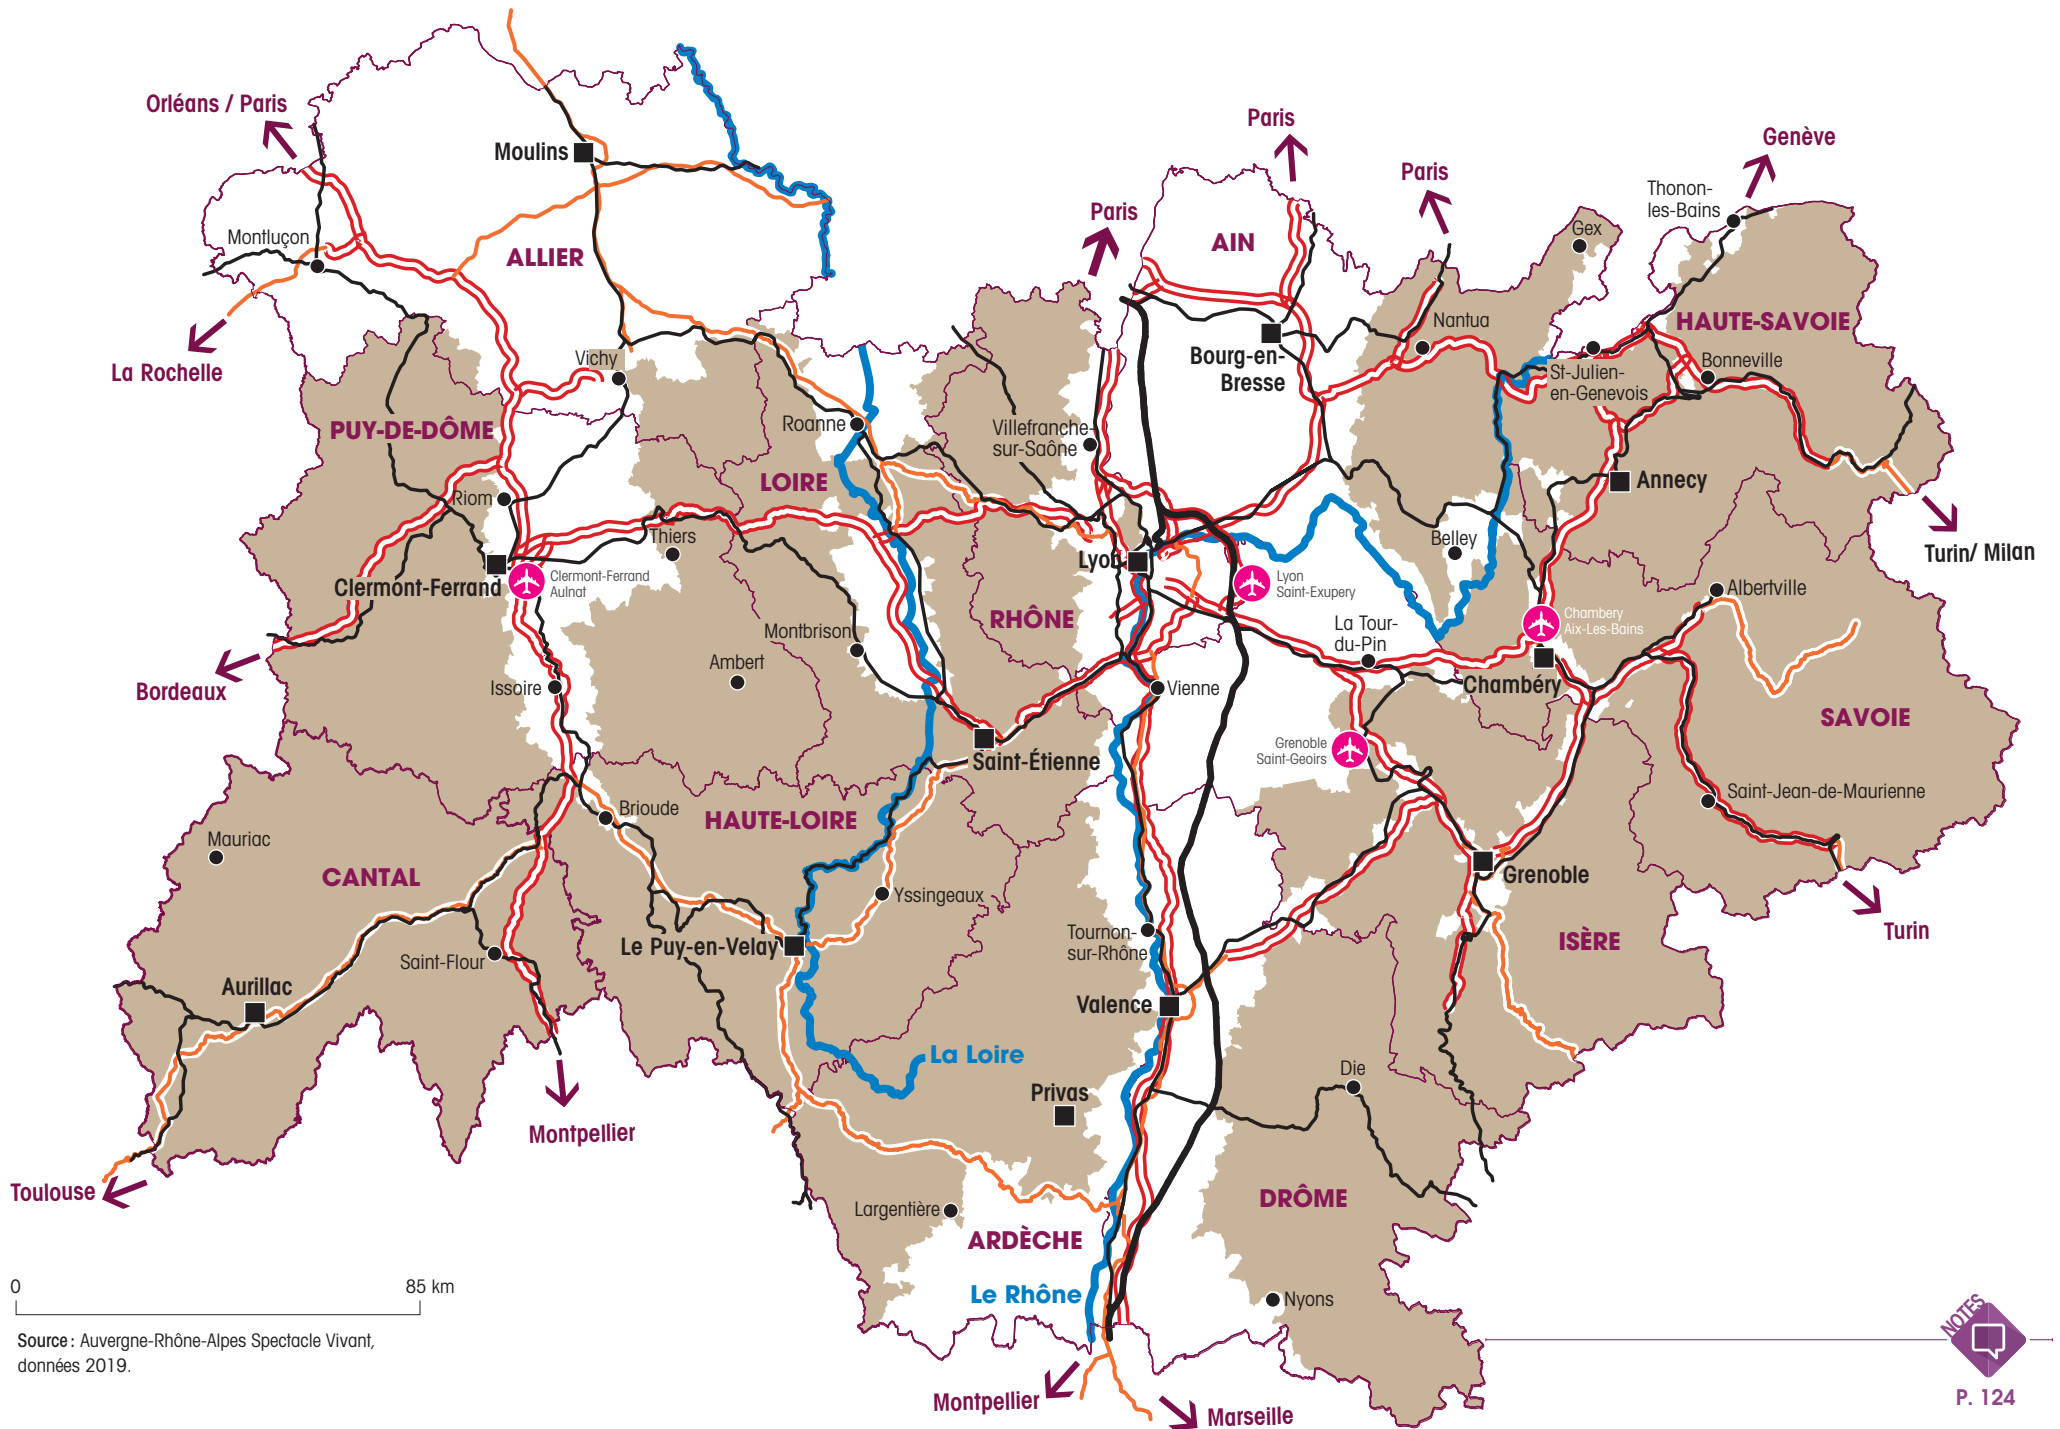 Orléans / Paris
Moulins
Paris
Genève
Thonon-
les-Bains
Paris
Paris
Montluçon
ALLIER
AIN
Gex
La Rochelle
Nantua
HAUTE-SAVOIE
Vichy
Bourg-en-
Bresse
St-Julien-
en-Genevois
Bonneville
PUY-DE-DÔME
Roanne
Villefranche-
sur-Saône
LOIRE
Annecy
Riom
Thiers
Belley
Turin/ Milan
Lyon
Clermont-Ferrand
Clermont-Ferrand
Aulnat
Lyon
Saint-Exupery
Albertville
RHÔNE
La Tour-
du-Pin
Chambery
Aix-Les-Bains
Montbrison
Ambert
Bordeaux
Issoire
Vienne
Chambéry
SAVOIE
Saint-Étienne
Grenoble
Saint-Geoirs
Saint-Jean-de-Maurienne
Brioude
HAUTE-LOIRE
Mauriac
CANTAL
Yssingeaux
Grenoble
Le Puy-en-Velay
Tournon-
sur-Rhône
Turin
ISÈRE
Saint-Flour
Aurillac
Valence
La Loire
Die
Privas
Montpellier
Toulouse
Largentière
DRÔME
ARDÈCHE
0
85 km
Le Rhône
Nyons
Source : Auvergne-Rhône-Alpes Spectacle Vivant,
données 2019.
NOTES
P. 124
Montpellier
Marseille